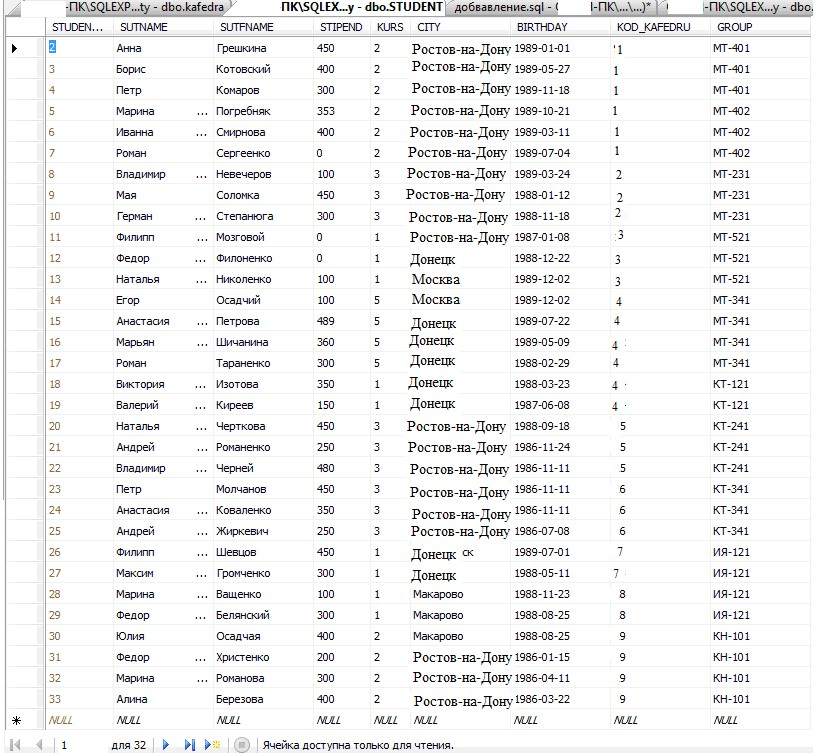 -ПК\SQLEXP...ty - dbo.kafedra ПК\SQLEX...y - dbo.STUDENT добвавление.sql - І-ПК\...\...)* -ПК\SQLEX...y - dbo.
STUDEN... SUTNAME SUTFNAME STIPEND KURS CITY BIRTHDAY KOD_KAFEDRU GROUP
2 Анна Грешкина 450 2 Ростов-на-Дону 1989-01-01 1 МТ-401
3 Борис Котовский 400 2 Ростов-на-Дону 1989-05-27 1 МТ-401
4 Петр Комаров 300 2 Ростов-на-Дону 1989-11-18 1 МТ-401
5 Марина ... Погребняк 353 2 Ростов-на-Дону 1989-10-21 1 МТ-402
6 Иванна ... Смирнова 400 2 Ростов-на-Дону 1989-03-11 1 МТ-402
7 Роман Сергеенко 0 2 Ростов-на-Дону 1989-07-04 1 МТ-402
8 Владимир ... Невечеров 100 3 Ростов-на-Дону 1989-03-24 2 МТ-231
9 Мая Соломка 450 3 Ростов-на-Дону 1988-01-12 2 МТ-231
10 Герман ... Степанюга 300 3 Ростов-на-Дону 1988-11-18 2 МТ-231
11 Филипп ... Мозговой 0 1 Ростов-на-Дону 1987-01-08 3 МТ-521
12 Федор ... Филоненко 0 1 Донецк 1988-12-22 3 МТ-521
13 Наталья ... Николенко 100 1 Москва 1989-12-02 3 МТ-521
14 Егор Осадчий 100 5 Москва 1989-12-02 4 МТ-341
15 Анастасия ... Петрова 489 5 Донецк 1989-07-22 4 МТ-341
16 Марьян ... Шичанина 360 5 Донецк 1989-05-09 4 МТ-341
17 Роман Тараненко 300 5 Донецк 1988-02-29 4 МТ-341
18 Виктория ... Изотова 350 1 Донецк 1988-03-23 4 КТ-121
19 Валерий ... Киреев 150 1 Донецк 1987-06-08 4 КТ-121
20 Наталья ... Черткова 450 3 Ростов-на-Дону 1988-09-18 5 КТ-241
21 Андрей ... Романенко 250 3 Ростов-на-Дону 1986-11-24 5 КТ-241
22 Владимир ... Черней 480 3 Ростов-на-Дону 1986-11-11 5 КТ-241
23 Петр Молчанов 450 3 Ростов-на-Дону 1986-11-11 6 КТ-341
24 Анастасия ... Коваленко 350 3 Ростов-на-Дону 1986-11-11 6 КТ-341
25 Андрей ... Жиркевич 250 3 Ростов-на-Дону 1986-07-08 6 КТ-341
26 Филипп ... Шевцов 450 1 Донецк ск 1989-07-01 7 ИЯ-121
27 Максим ... Громченко 300 1 Донецк 1988-05-11 7 ИЯ-121
28 Марина ... Ващенко 100 1 Макарово 1988-11-23 8 ИЯ-121
29 Федор ... Белянский 300 1 Макарово 1988-08-25 8 ИЯ-121
30 Юлия Осадчая 400 2 Макарово 1988-08-25 9 КН-101
31 Федор ... Христенко 200 2 Ростов-на-Дону 1986-01-15 9 КН-101
32 Марина ... Романова 300 2 Ростов-на-Дону 1986-04-11 9 КН-101
33 Алина Березова 400 2 Ростов-на-Дону 1986-03-22 9 КН-101
NULL NULL NULL NULL NULL NULL NULL NULL NULL
1 для 32 Ячейка доступна только для чтения.